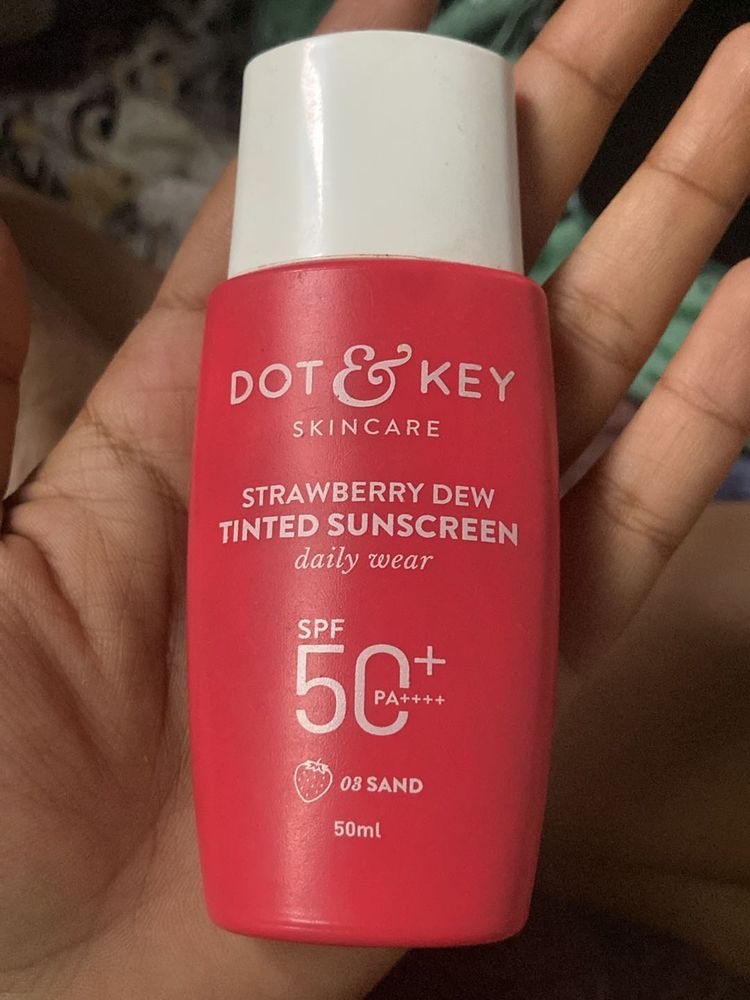 DOT & KEY
SKINCARE
STRAWBERRY DEW
TINTED SUNSCREEN
daily wear
SPF
50+
PA++++
03 SAND
50ml